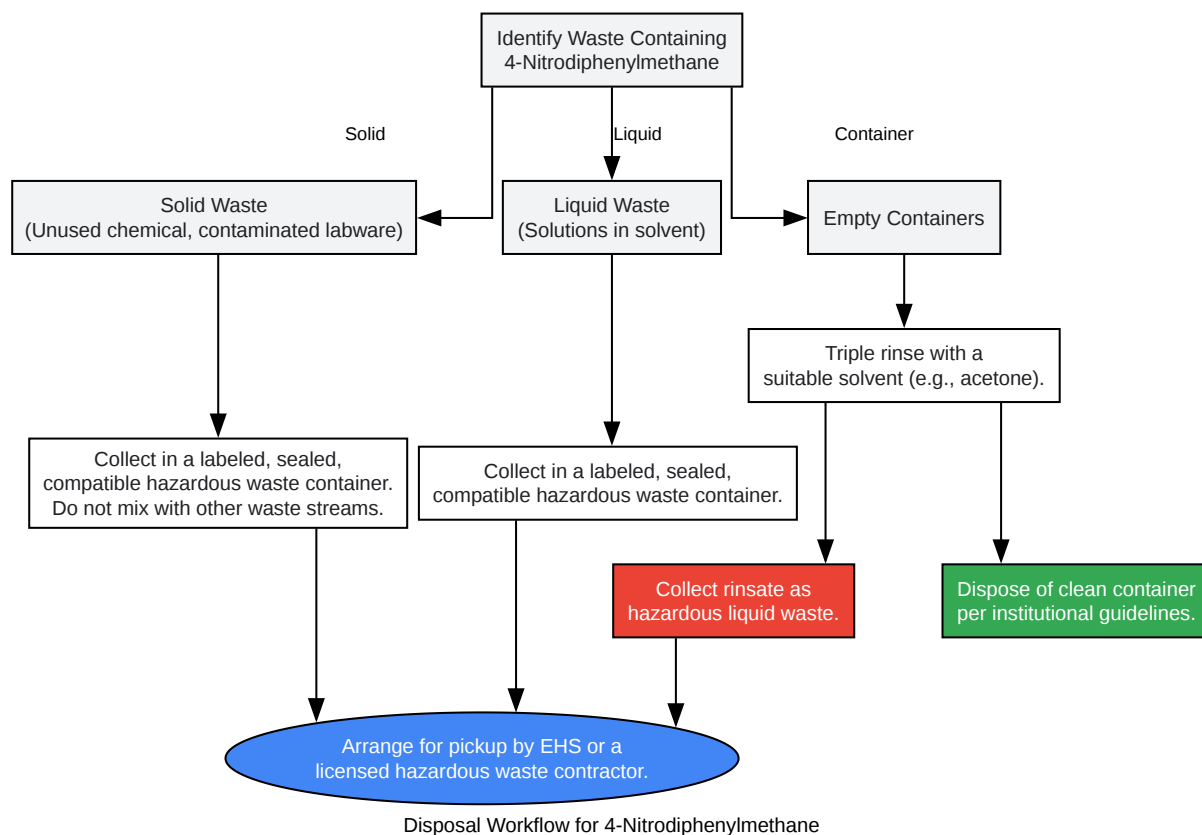 Identify Waste Containing
4-Nitrodiphenylmethane
Solid
Liquid
Container
Solid Waste
(Unused chemical, contaminated labware)
Liquid Waste
(Solutions in solvent)
Empty Containers
Triple rinse with a
suitable solvent (e.g., acetone).
Collect in a labeled, sealed,
compatible hazardous waste container.
Do not mix with other waste streams.
Collect in a labeled, sealed,
compatible hazardous waste container.
Collect rinsate as
hazardous liquid waste.
Dispose of clean container
per institutional guidelines.
Arrange for pickup by EHS or a
licensed hazardous waste contractor.
Disposal Workflow for 4-Nitrodiphenylmethane